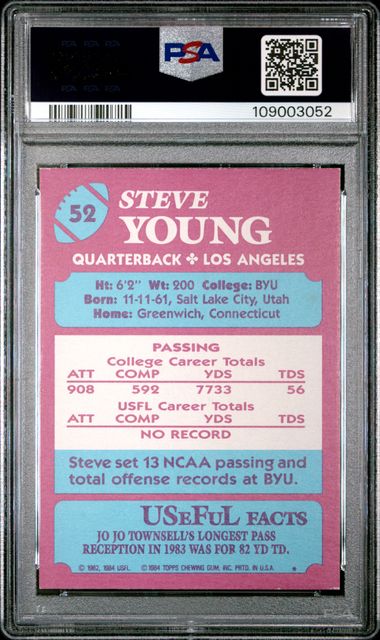 PSA
109003052
52
STEVE
YOUNG
QUARTERBACK ✤ LOS ANGELES
Ht: 6'2" Wt: 200 College: BYU
Born: 11-11-61, Salt Lake City, Utah
Home: Greenwich, Connecticut
PASSING
College Career Totals
ATT COMP YDS TDS
908 592 7733 56
USFL Career Totals
ATT COMP YDS TDS
NO RECORD
Steve set 13 NCAA passing and
total offense records at BYU.
USeFuL FACTS
JO JO TOWNSELL'S LONGEST PASS
RECEPTION IN 1983 WAS FOR 82 YD TD.
© 1982, 1984 USFL. © 1984 TOPPS CHEWING GUM, INC. PRTD. IN U.S.A. *
PSA